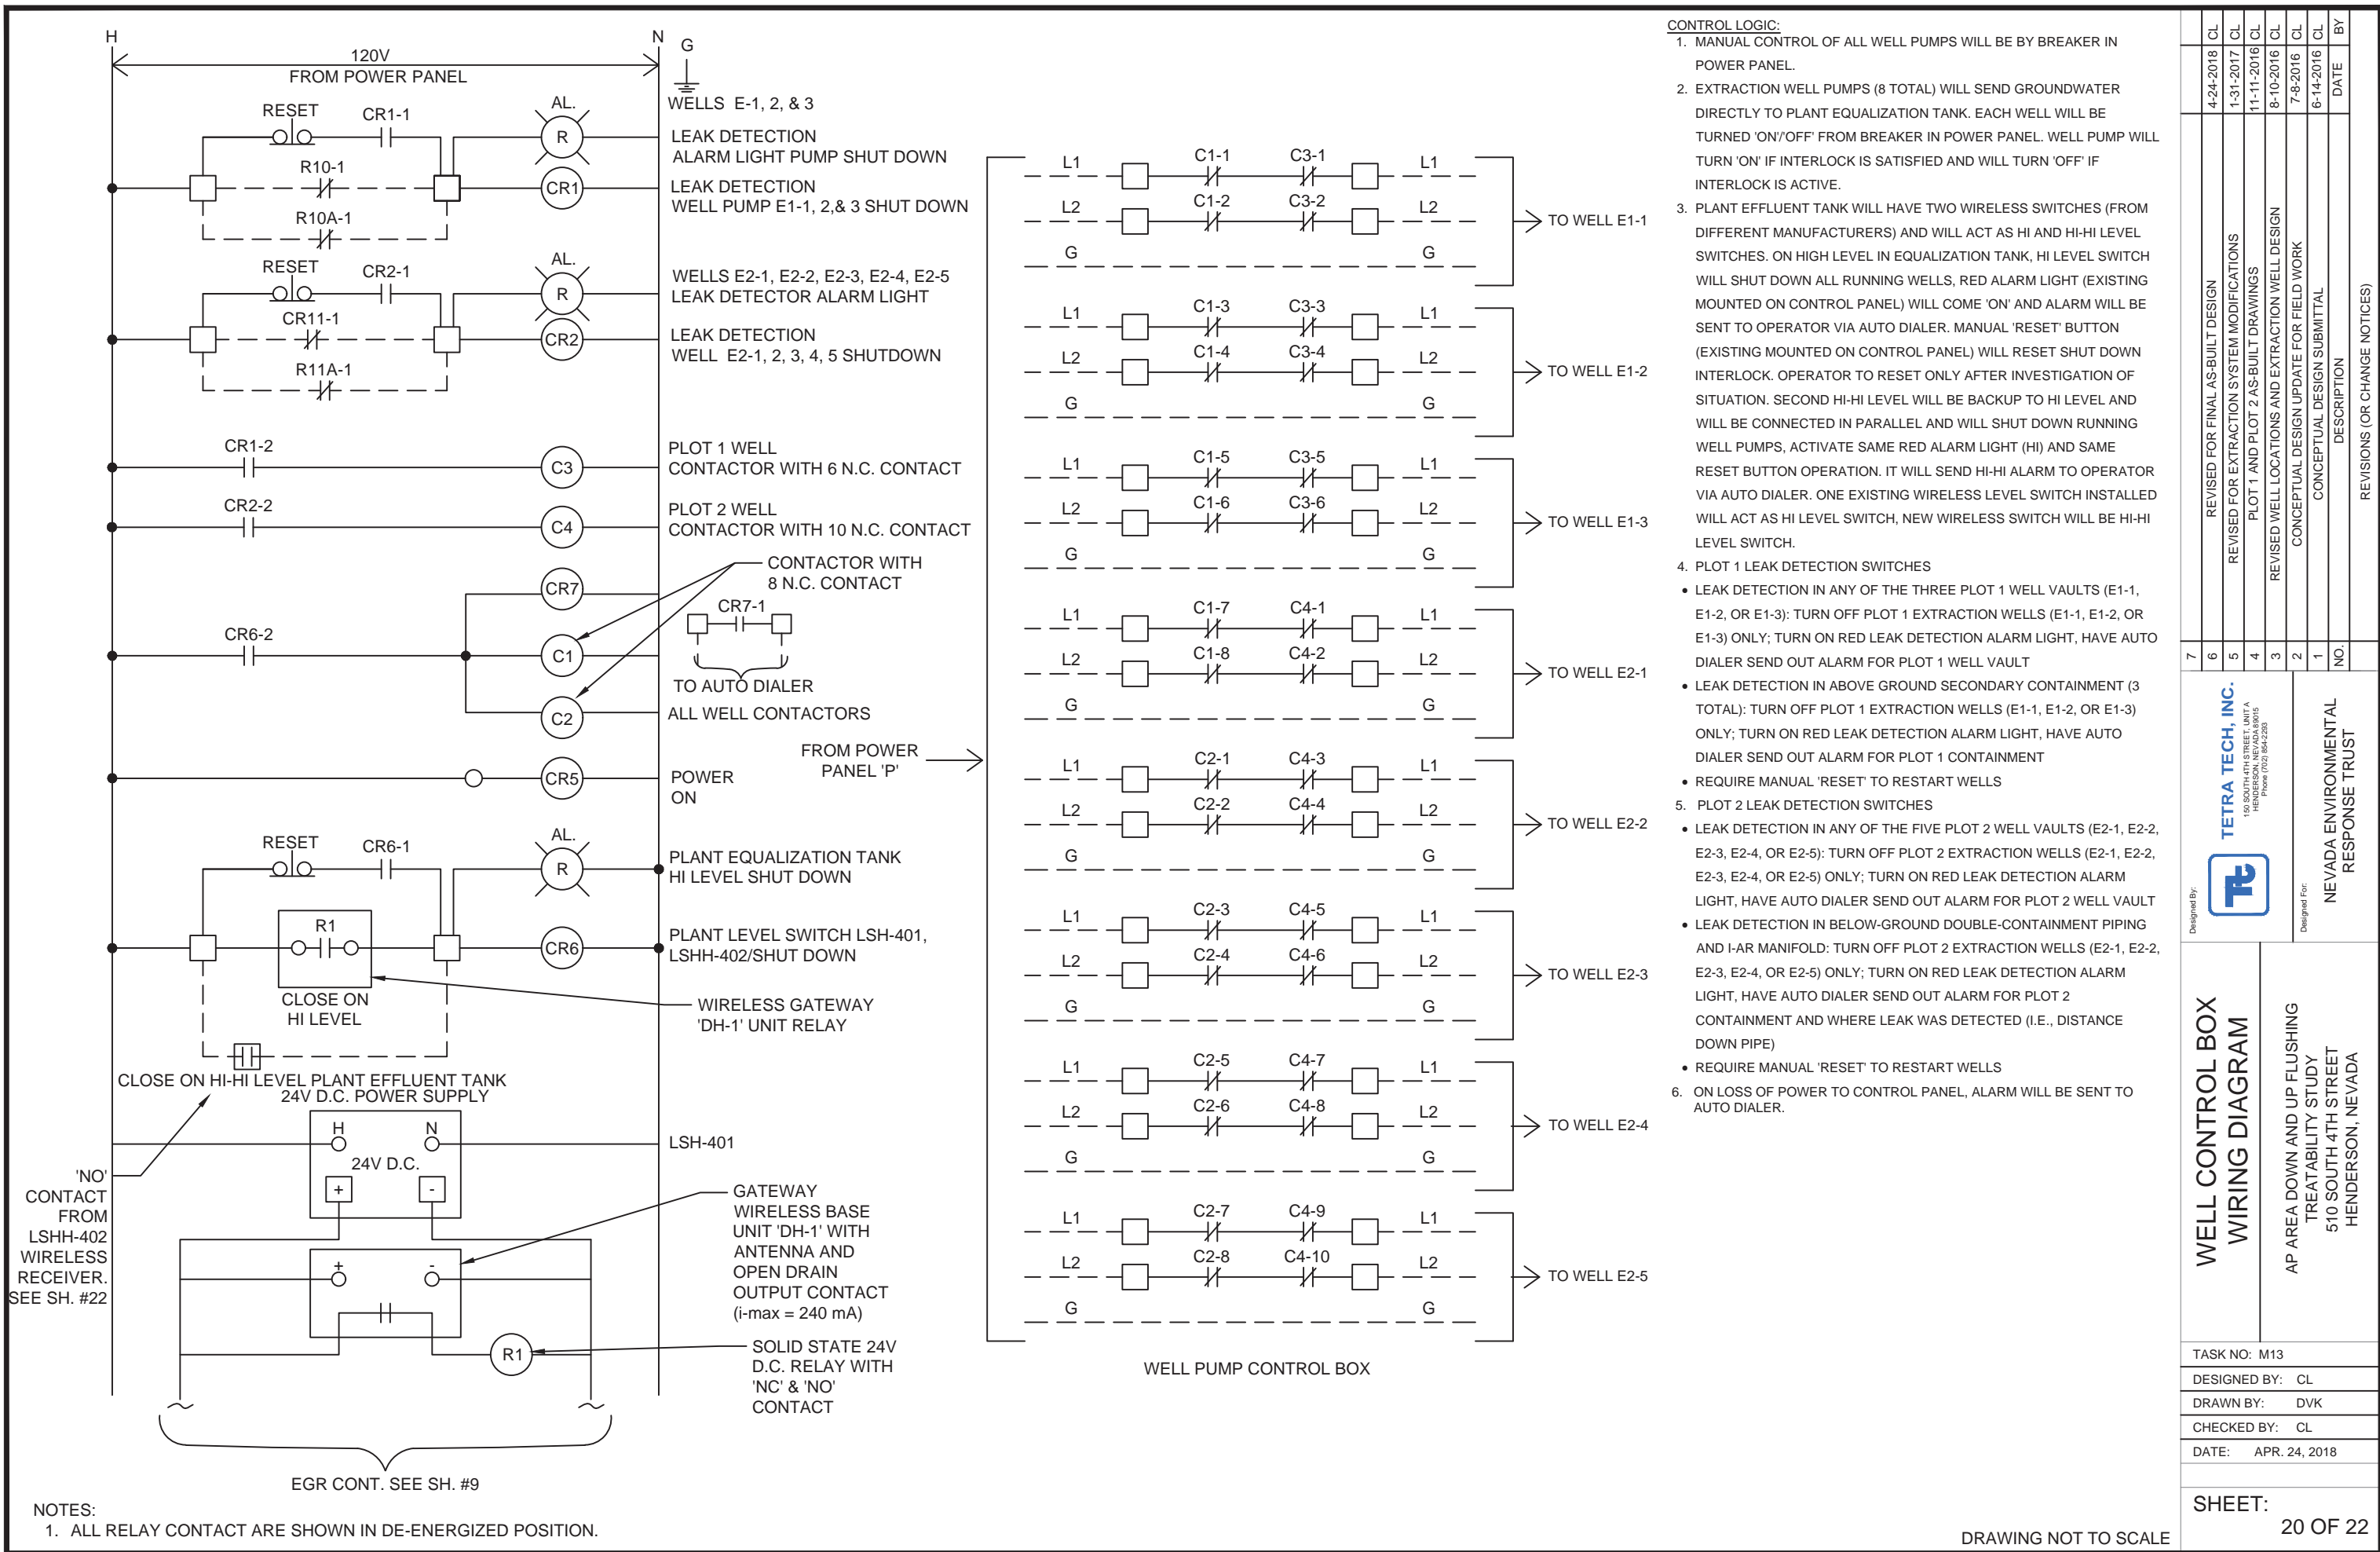 H
N
G
120V
FROM POWER PANEL
RESET
CR1-1
AL.
R
WELLS E-1, 2, & 3
LEAK DETECTION
ALARM LIGHT PUMP SHUT DOWN
R10-1
CR1
LEAK DETECTION
WELL PUMP E1-1, 2,& 3 SHUT DOWN
R10A-1
RESET
CR2-1
AL.
R
WELLS E2-1, E2-2, E2-3, E2-4, E2-5
LEAK DETECTOR ALARM LIGHT
CR11-1
CR2
LEAK DETECTION
WELL E2-1, 2, 3, 4, 5 SHUTDOWN
R11A-1
CR1-2
C3
PLOT 1 WELL
CONTACTOR WITH 6 N.C. CONTACT
CR2-2
C4
PLOT 2 WELL
CONTACTOR WITH 10 N.C. CONTACT
CONTACTOR WITH
8 N.C. CONTACT
CR7
CR7-1
CR6-2
C1
TO AUTO DIALER
C2
ALL WELL CONTACTORS
CR5
POWER
ON
RESET
CR6-1
AL.
R
PLANT EQUALIZATION TANK
HI LEVEL SHUT DOWN
R1
CR6
PLANT LEVEL SWITCH LSH-401,
LSHH-402/SHUT DOWN
CLOSE ON
HI LEVEL
WIRELESS GATEWAY
'DH-1' UNIT RELAY
CLOSE ON HI-HI LEVEL PLANT EFFLUENT TANK
24V D.C. POWER SUPPLY
H
N
24V D.C.
+
-
LSH-401
'NO'
CONTACT
FROM
LSHH-402
WIRELESS
RECEIVER.
SEE SH. #22
+
-
GATEWAY
WIRELESS BASE
UNIT 'DH-1' WITH
ANTENNA AND
OPEN DRAIN
OUTPUT CONTACT
(i-max = 240 mA)
R1
SOLID STATE 24V
D.C. RELAY WITH
'NC' & 'NO'
CONTACT
EGR CONT. SEE SH. #9
NOTES:
1. ALL RELAY CONTACT ARE SHOWN IN DE-ENERGIZED POSITION.
FROM POWER
PANEL 'P'
L1 C1-1 C3-1 L1
L2 C1-2 C3-2 L2
G G
TO WELL E1-1
L1 C1-3 C3-3 L1
L2 C1-4 C3-4 L2
G G
TO WELL E1-2
L1 C1-5 C3-5 L1
L2 C1-6 C3-6 L2
G G
TO WELL E1-3
L1 C1-7 C4-1 L1
L2 C1-8 C4-2 L2
G G
TO WELL E2-1
L1 C2-1 C4-3 L1
L2 C2-2 C4-4 L2
G G
TO WELL E2-2
L1 C2-3 C4-5 L1
L2 C2-4 C4-6 L2
G G
TO WELL E2-3
L1 C2-5 C4-7 L1
L2 C2-6 C4-8 L2
G G
TO WELL E2-4
L1 C2-7 C4-9 L1
L2 C2-8 C4-10 L2
G G
TO WELL E2-5
WELL PUMP CONTROL BOX
CONTROL LOGIC:
1. MANUAL CONTROL OF ALL WELL PUMPS WILL BE BY BREAKER IN
POWER PANEL.
2. EXTRACTION WELL PUMPS (8 TOTAL) WILL SEND GROUNDWATER
DIRECTLY TO PLANT EQUALIZATION TANK. EACH WELL WILL BE
TURNED 'ON'/'OFF' FROM BREAKER IN POWER PANEL. WELL PUMP WILL
TURN 'ON' IF INTERLOCK IS SATISFIED AND WILL TURN 'OFF' IF
INTERLOCK IS ACTIVE.
3. PLANT EFFLUENT TANK WILL HAVE TWO WIRELESS SWITCHES (FROM
DIFFERENT MANUFACTURERS) AND WILL ACT AS HI AND HI-HI LEVEL
SWITCHES. ON HIGH LEVEL IN EQUALIZATION TANK, HI LEVEL SWITCH
WILL SHUT DOWN ALL RUNNING WELLS, RED ALARM LIGHT (EXISTING
MOUNTED ON CONTROL PANEL) WILL COME 'ON' AND ALARM WILL BE
SENT TO OPERATOR VIA AUTO DIALER. MANUAL 'RESET' BUTTON
(EXISTING MOUNTED ON CONTROL PANEL) WILL RESET SHUT DOWN
INTERLOCK. OPERATOR TO RESET ONLY AFTER INVESTIGATION OF
SITUATION. SECOND HI-HI LEVEL WILL BE BACKUP TO HI LEVEL AND
WILL BE CONNECTED IN PARALLEL AND WILL SHUT DOWN RUNNING
WELL PUMPS, ACTIVATE SAME RED ALARM LIGHT (HI) AND SAME
RESET BUTTON OPERATION. IT WILL SEND HI-HI ALARM TO OPERATOR
VIA AUTO DIALER. ONE EXISTING WIRELESS LEVEL SWITCH INSTALLED
WILL ACT AS HI LEVEL SWITCH, NEW WIRELESS SWITCH WILL BE HI-HI
LEVEL SWITCH.
4. PLOT 1 LEAK DETECTION SWITCHES
• LEAK DETECTION IN ANY OF THE THREE PLOT 1 WELL VAULTS (E1-1,
E1-2, OR E1-3): TURN OFF PLOT 1 EXTRACTION WELLS (E1-1, E1-2, OR
E1-3) ONLY; TURN ON RED LEAK DETECTION ALARM LIGHT, HAVE AUTO
DIALER SEND OUT ALARM FOR PLOT 1 WELL VAULT
• LEAK DETECTION IN ABOVE GROUND SECONDARY CONTAINMENT (3
TOTAL): TURN OFF PLOT 1 EXTRACTION WELLS (E1-1, E1-2, OR E1-3)
ONLY; TURN ON RED LEAK DETECTION ALARM LIGHT, HAVE AUTO
DIALER SEND OUT ALARM FOR PLOT 1 CONTAINMENT
• REQUIRE MANUAL 'RESET' TO RESTART WELLS
5. PLOT 2 LEAK DETECTION SWITCHES
• LEAK DETECTION IN ANY OF THE FIVE PLOT 2 WELL VAULTS (E2-1, E2-2,
E2-3, E2-4, OR E2-5): TURN OFF PLOT 2 EXTRACTION WELLS (E2-1, E2-2,
E2-3, E2-4, OR E2-5) ONLY; TURN ON RED LEAK DETECTION ALARM
LIGHT, HAVE AUTO DIALER SEND OUT ALARM FOR PLOT 2 WELL VAULT
• LEAK DETECTION IN BELOW-GROUND DOUBLE-CONTAINMENT PIPING
AND I-AR MANIFOLD: TURN OFF PLOT 2 EXTRACTION WELLS (E2-1, E2-2,
E2-3, E2-4, OR E2-5) ONLY; TURN ON RED LEAK DETECTION ALARM
LIGHT, HAVE AUTO DIALER SEND OUT ALARM FOR PLOT 2
CONTAINMENT AND WHERE LEAK WAS DETECTED (I.E., DISTANCE
DOWN PIPE)
• REQUIRE MANUAL 'RESET' TO RESTART WELLS
6. ON LOSS OF POWER TO CONTROL PANEL, ALARM WILL BE SENT TO
AUTO DIALER.
DRAWING NOT TO SCALE
7
6 REVISED FOR FINAL AS-BUILT DESIGN 4-24-2018 CL
5 REVISED FOR EXTRACTION SYSTEM MODIFICATIONS 1-31-2017 CL
4 PLOT 1 AND PLOT 2 AS-BUILT DRAWINGS 11-11-2016 CL
3 REVISED WELL LOCATIONS AND EXTRACTION WELL DESIGN 8-10-2016 CL
2 CONCEPTUAL DESIGN UPDATE FOR FIELD WORK 7-8-2016 CL
1 CONCEPTUAL DESIGN SUBMITTAL 6-14-2016 CL
NO. DESCRIPTION DATE BY
REVISIONS (OR CHANGE NOTICES)
Designed By:
Tt
TETRA TECH, INC.
150 SOUTH 4TH STREET, UNIT A
HENDERSON, NEVADA 89015
Phone (702) 854-2293
Designed For:
NEVADA ENVIRONMENTAL
RESPONSE TRUST
WELL CONTROL BOX
WIRING DIAGRAM
AP AREA DOWN AND UP FLUSHING
TREATABILITY STUDY
510 SOUTH 4TH STREET
HENDERSON, NEVADA
TASK NO: M13
DESIGNED BY: CL
DRAWN BY: DVK
CHECKED BY: CL
DATE: APR. 24, 2018
SHEET:
20 OF 22